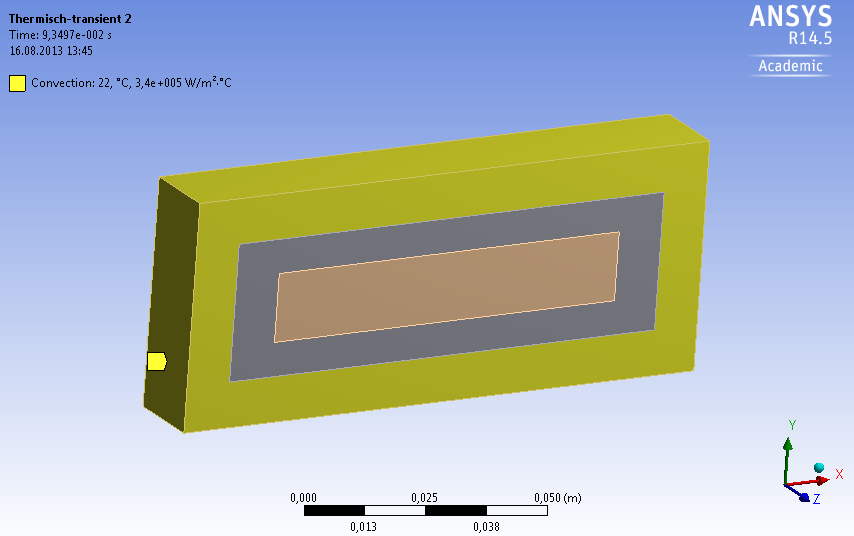 Thermisch-transient 2
Time: 9,3497e-002 s
16.08.2013 13:45
Convection: 22, °C, 3,4e+005 W/m²·°C
ANSYS
R14.5
Academic
Y
X
Z
0,000
0,025
0,050 (m)
0,013
0,038